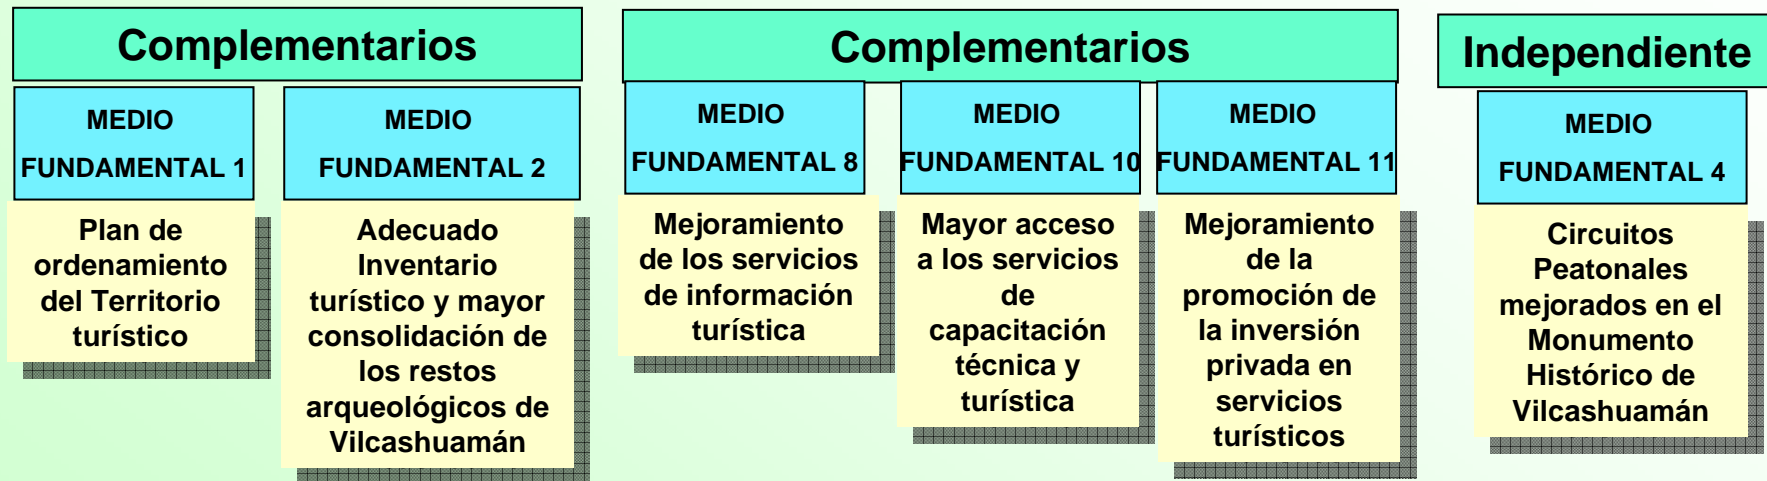 Complementarios
MEDIO
FUNDAMENTAL 1
Plan de
ordenamiento
del Territorio
turístico
MEDIO
FUNDAMENTAL 2
Adecuado
Inventario
turístico y mayor
consolidación de
los restos
arqueológicos de
Vilcashuamán
Complementarios
MEDIO
FUNDAMENTAL 8
Mejoramiento
de los servicios
de información
turística
MEDIO
FUNDAMENTAL 10
Mayor acceso
a los servicios
de
capacitación
técnica y
turística
MEDIO
FUNDAMENTAL 11
Mejoramiento
de la
promoción de
la inversión
privada en
servicios
turísticos
Independiente
MEDIO
FUNDAMENTAL 4
Circuitos
Peatonales
mejorados en el
Monumento
Histórico de
Vilcashuamán